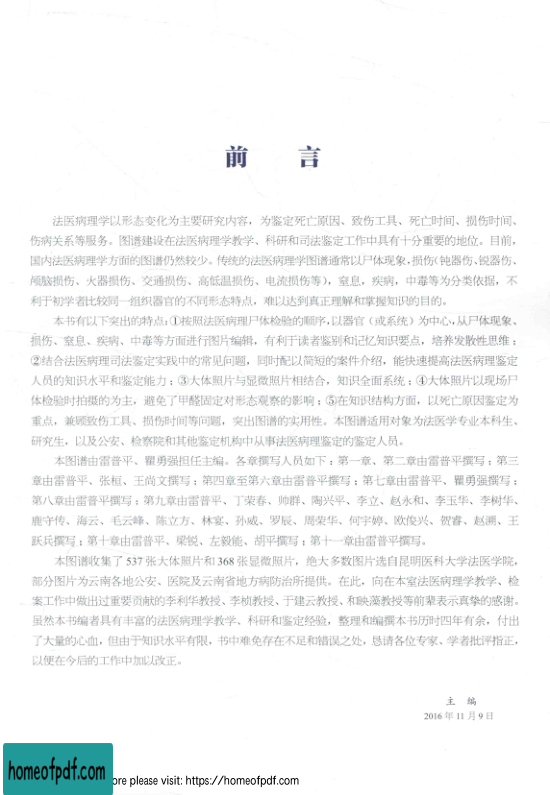 前 言
法医病理学以形态变化为主要研究内容，为鉴定死亡原因、致伤工具、死亡时间、损伤时间、
伤病关系等服务。图谱建设在法医病理学教学、科研和司法鉴定工作中具有十分重要的地位。目前，
国内法医病理学方面的图谱仍然较少。传统的法医病理学图谱通常以尸体现象，损伤（钝器伤、锐器伤、
颅脑损伤、火器损伤、交通损伤、高低温损伤、电流损伤等），窒息，疾病，中毒等为分类依据，不
利于初学者比较同一组织器官的不同形态特点，难以达到真正理解和掌握知识的目的。
本书有以下突出的特点：①按照法医病理学尸体检验的顺序，以器官（或系统）为中心，从尸体现象、
损伤、窒息、疾病、中毒等方面进行图片编辑，有利于读者鉴别和记忆知识要点，培养发散性思维；
②结合法医病理司法鉴定实践中的常见问题，同时配以简短的案件介绍，能快速提高法医病理鉴定
人员的知识水平和鉴定能力；③大体照片与显微照片相结合，知识全面系统；④大体照片以现场尸
体检验时拍摄的为主，避免了甲醛固定对形态观察的影响；⑤在知识结构方面，以死亡原因鉴定为
重点，兼顾致伤工具、损伤时间等问题，突出图谱的实用性。本图谱适用对象为法医学专业本科生、
研究生，以及公安、检察院和其他鉴定机构中从事法医病理鉴定的鉴定人员。
本图谱由雷普平、瞿勇强担任主编。各章撰写人员如下：第一章、第二章由雷普平撰写；第三
章由雷普平、张桓、王尚文撰写；第四章至第六章由雷普平撰写；第七章由雷普平、瞿勇强撰写；
第八章由雷普平撰写；第九章由雷普平、丁荣春、帅群、陶兴平、李立、赵永和、李玉华、李树华、
鹿守传、海云、毛云峰、陈立方、林宴、孙威、罗辰、周荣华、何宇婷、欧俊兴、贺睿、赵溯、王
跃兵撰写；第十章由雷普平、梁锐、左毅能、胡平撰写；第十一章由雷普平撰写。
本图谱收集了 537 张大体照片和 368 张显微照片，绝大多数图片选自昆明医科大学法医学院，
部分图片为云南各地公安、医院及云南省地方病防治所提供。在此，向在本室法医病理学教学、检
案工作中做出过重要贡献的李利华教授、李桢教授、于建云教授、和映藻教授等前辈表示真挚的感谢。
虽然本书编者具有丰富的法医病理学教学、科研和鉴定经验，整理和编撰本书历时四年有余，付出
了大量的心血，但由于知识水平有限，书中难免存在不足和错误之处，恳请各位专家、学者批评指正，
以便在今后的工作中加以改正。
主 编
2016 年 11 月 9 日
homeofpdf.com
ore please visit: https://homeofpdf.com